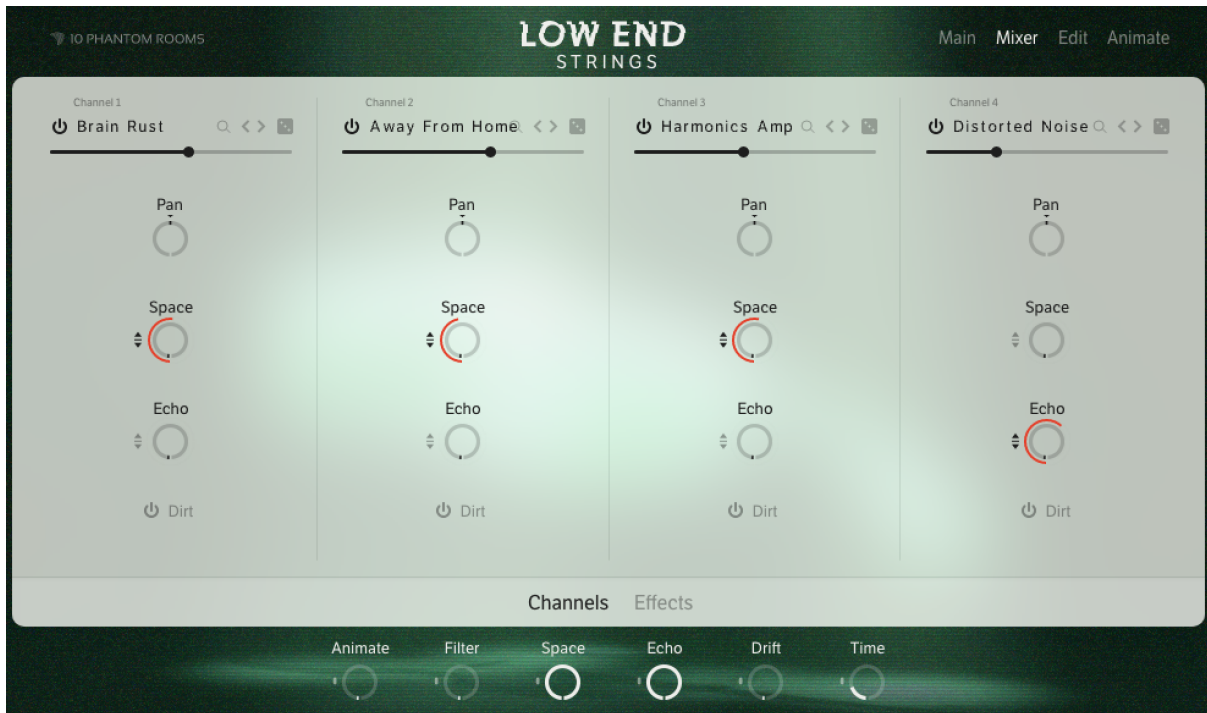 10 PHANTOM ROOMS
LOW END
STRINGS
Main Mixer Edit Animate
Channel 1
Brain Rust
Channel 2
Away From Home
Channel 3
Harmonics Amp
Channel 4
Distorted Noise
Pan Pan Pan Pan
Space Space Space Space
Echo Echo Echo Echo
Dirt Dirt Dirt Dirt
Channels Effects
Animate Filter Space Echo Drift Time